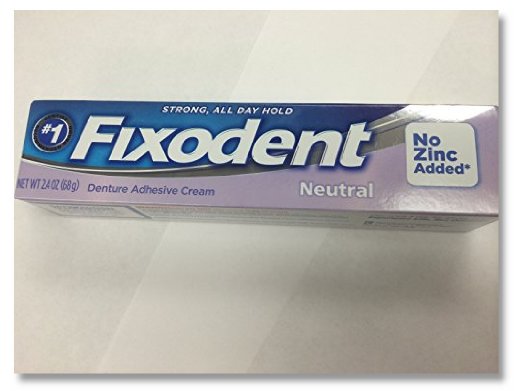 STRONG, ALL DAY HOLD
#1
Fixodent
No
Zinc
Added*
NET WT 2.4 OZ (68g)
Denture Adhesive Cream
Neutral